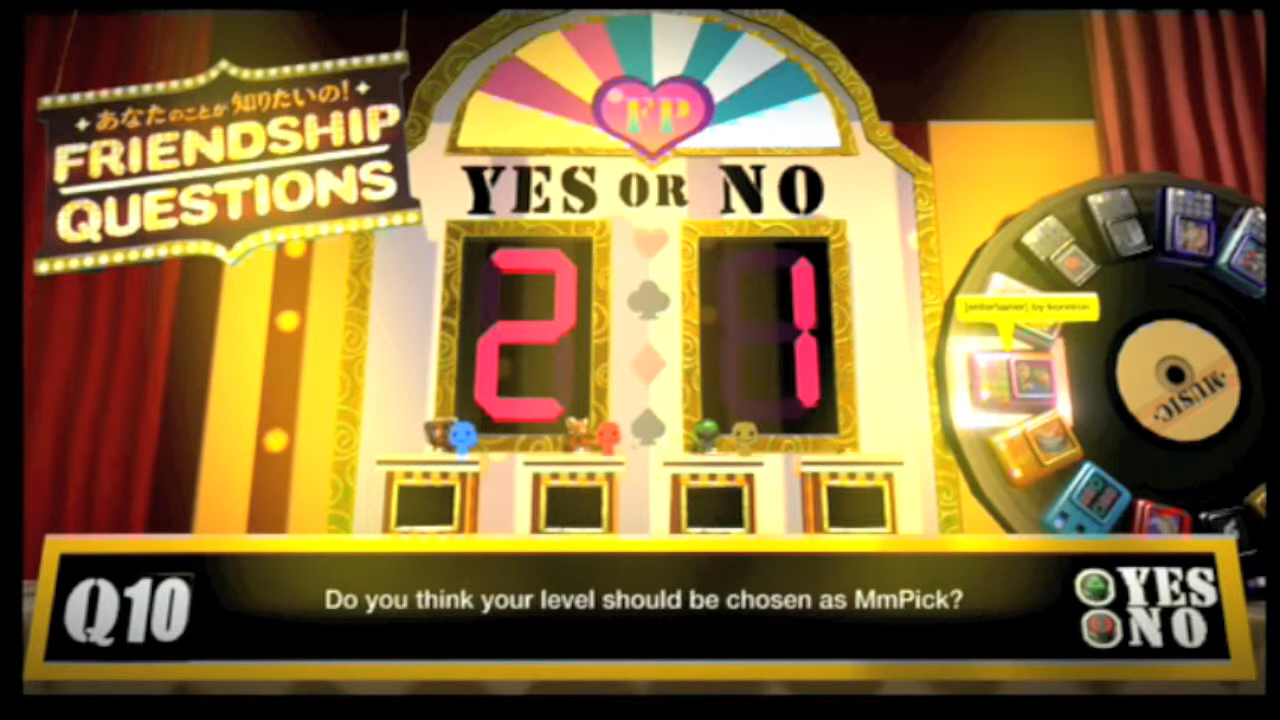 あなたのことが知りたいの!
FRIENDSHIP
QUESTIONS
FP
YES OR NO
2 1
MUSIC
Q10
Do you think your level should be chosen as MmPick?
YES
NO